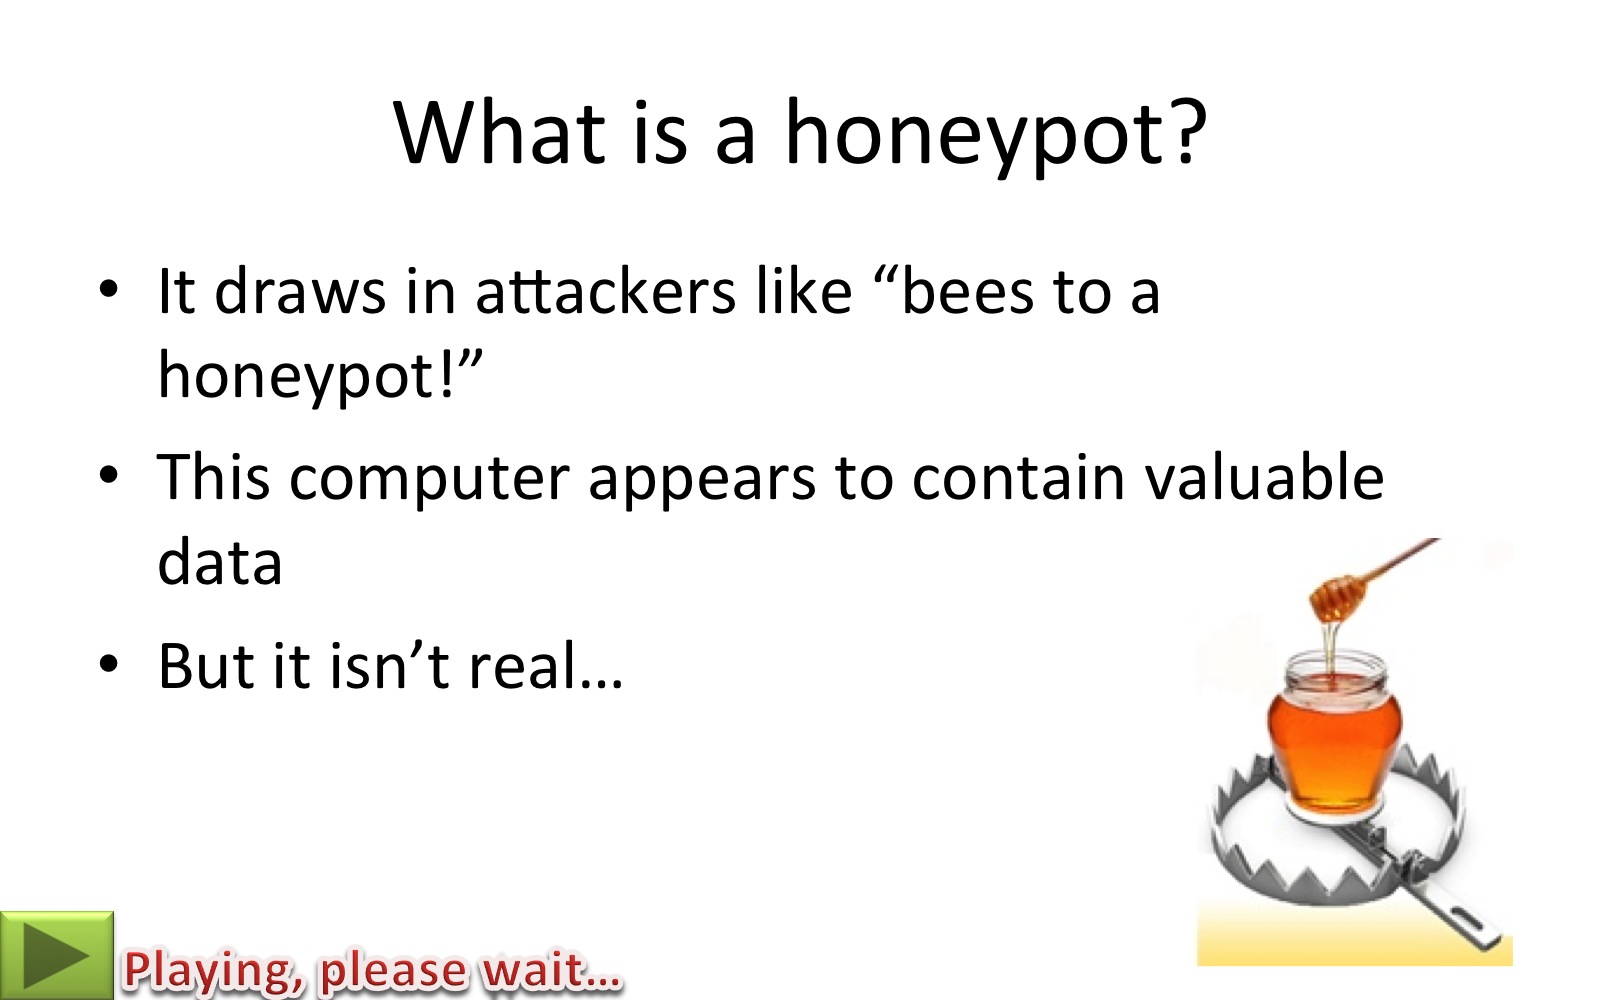 What is a honeypot?
• It draws in attackers like “bees to a
honeypot!”
• This computer appears to contain valuable
data
• But it isn’t real…
Playing, please wait…